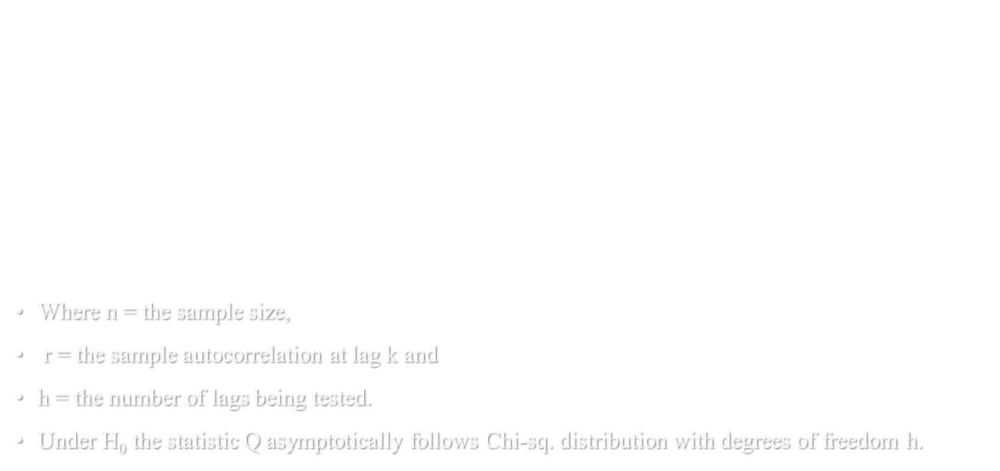 • Where n = the sample size,
• r = the sample autocorrelation at lag k and
• h = the number of lags being tested.
• Under H₀ the statistic Q asymptotically follows Chi-sq. distribution with degrees of freedom h.